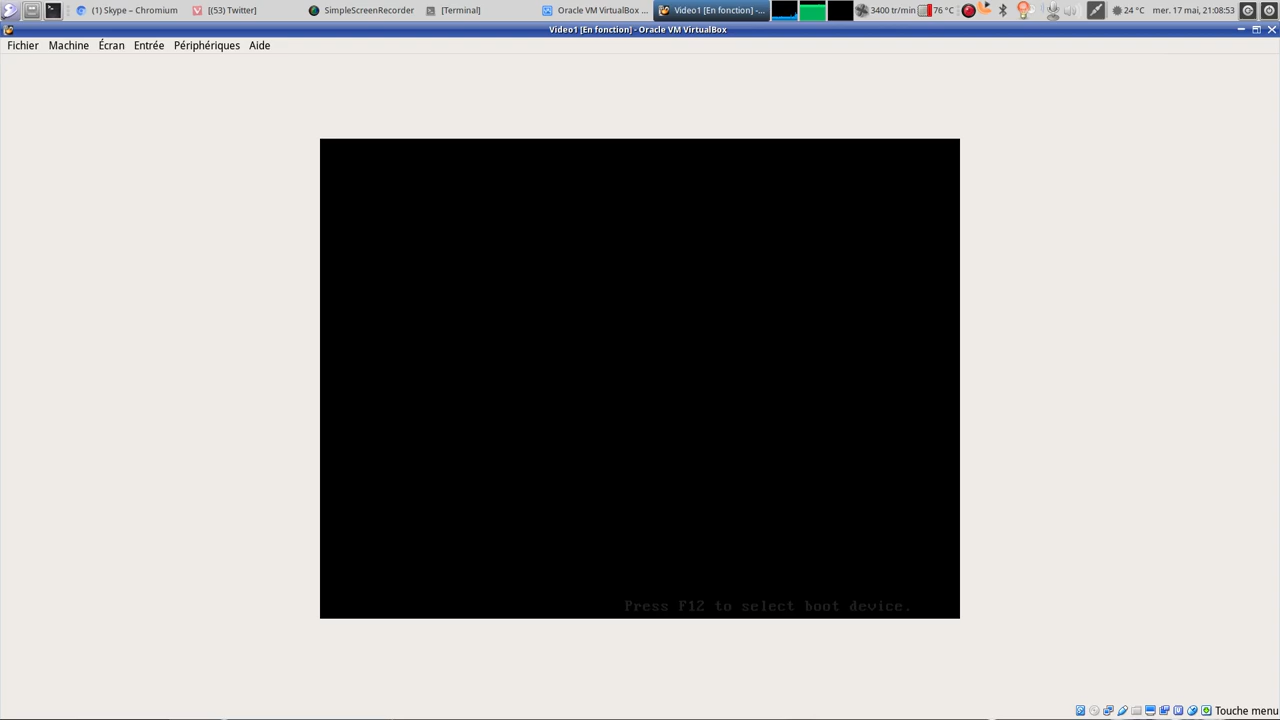 (1) Skype – Chromium
((53) Twitter]
SimpleScreenRecorder
[Terminal]
Oracle VM VirtualBox ...
Video1 [En fonction] -...
3400 tr/min
76 °C
24 °C
mer. 17 mai, 21:08:53
Video1 [En fonction] - Oracle VM VirtualBox
Fichier Machine Écran Entrée Périphériques Aide
Press F12 to select boot device.
Touche menu